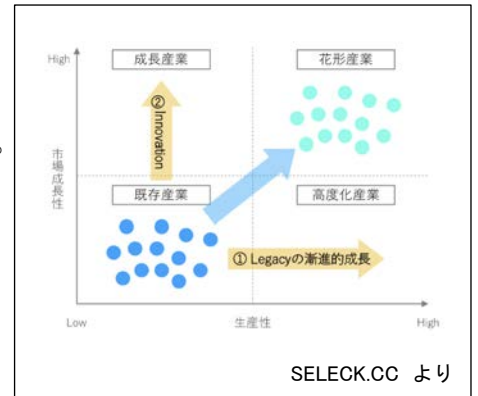 。
High
成長産業
花形産業
② Innovation
市場成長性
既存産業
高度化産業
① Legacyの漸進的成長
Low
生産性
High
SELECK.CC より